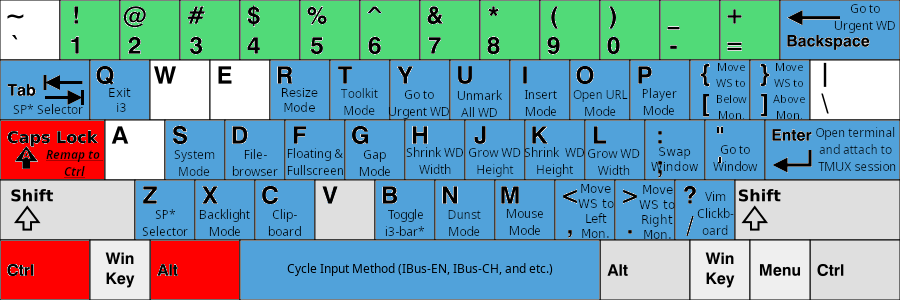 ~ ! @ # $ % ^ & * ( ) _ + Go to
Urgent WD
` 1 2 3 4 5 6 7 8 9 0 - = Backspace
Tab
SP* Selector
Q
Exit
i3
W
E
R
Resize
Mode
T
Toolkit
Mode
Y
Go to
Urgent WD
U
Unmark
All WD
I
Insert
Mode
O
Open URL
Mode
P
Player
Mode
{ Move
WS to
[ Below
Mon.
} Move
WS to
] Above
Mon.
|
\
Caps Lock
Remap to
Ctrl
A
S
System
Mode
D
File-
browser
F
Floating &
Fullscreen
G
Gap
Mode
H
Shrink WD
Width
J
Grow WD
Height
K
Shrink WD
Height
L
Grow WD
Width
:
Swap
Window
;
"
Go to
Window
'
Enter
Open terminal
and attach to
TMUX session
Shift
Z
SP*
Selector
X
Backlight
Mode
C
Clip-
board
V
B
Toggle
i3-bar*
N
Dunst
Mode
M
Mouse
Mode
< Move
WS to
Left
, Mon.
> Move
WS to
Right
. Mon.
? Vim
Clickb-
/ oard
Shift
Ctrl
Win
Key
Alt
Cycle Input Method (IBus-EN, IBus-CH, and etc.)
Alt
Win
Key
Menu
Ctrl